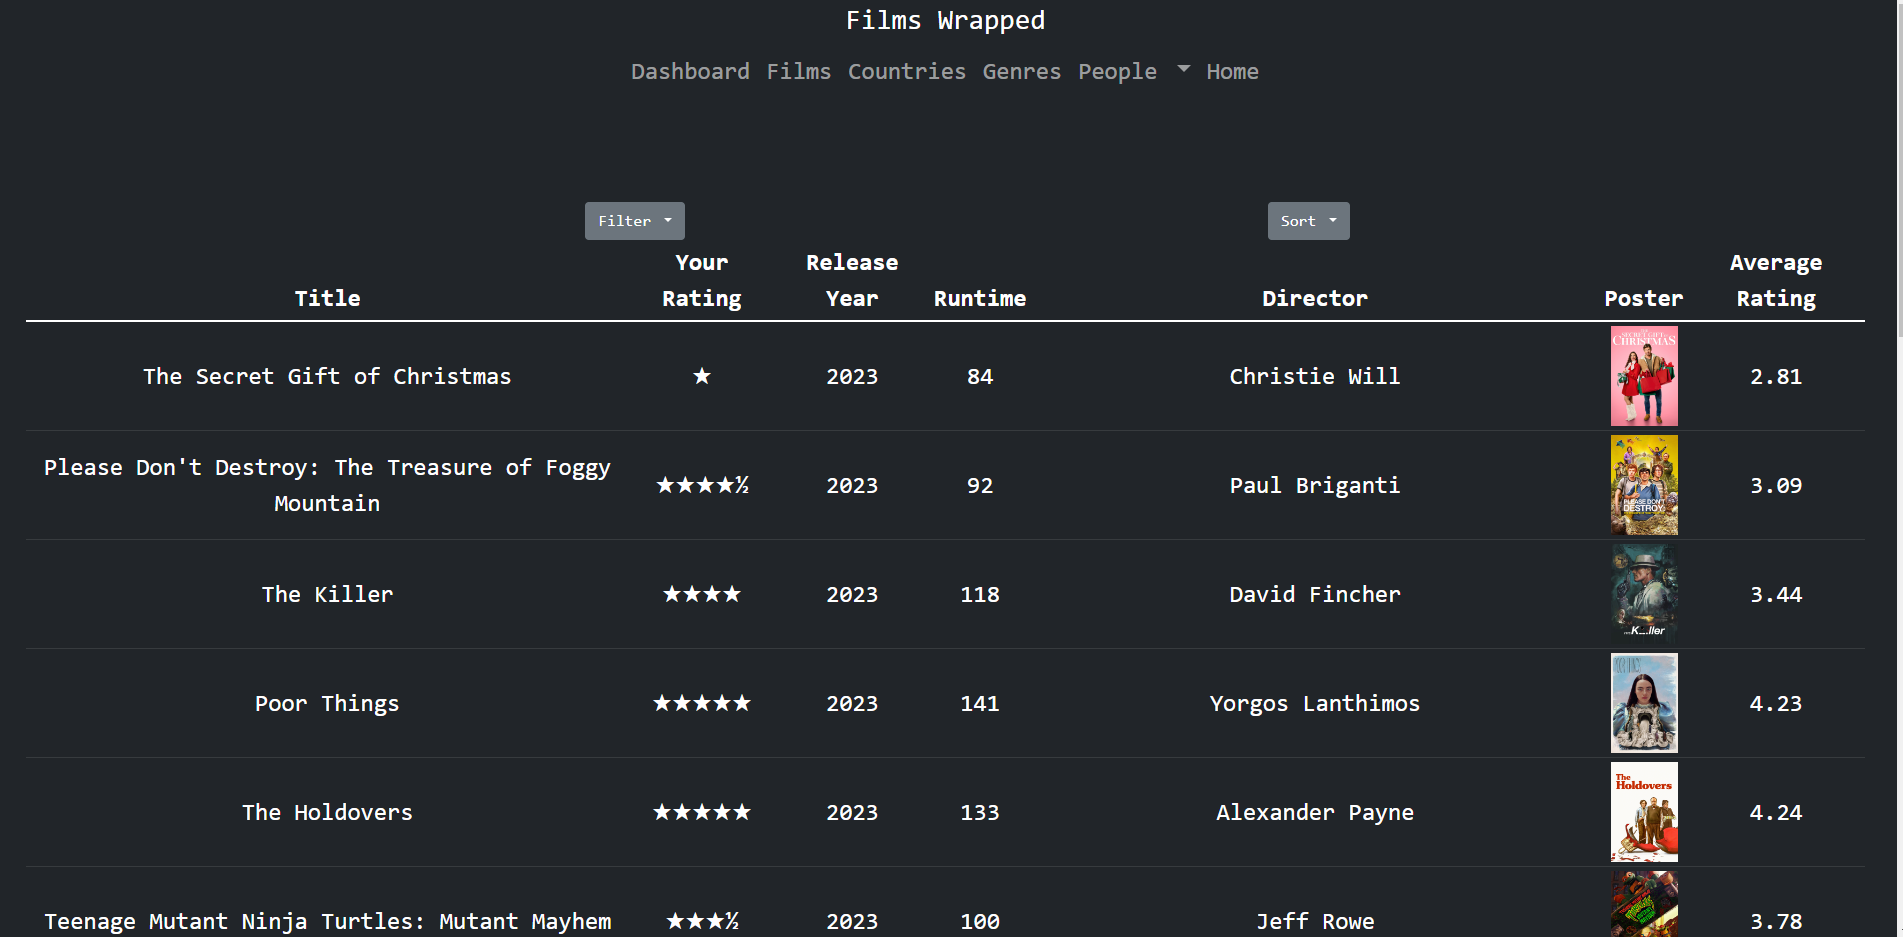 Films Wrapped
Dashboard Films Countries Genres People Home
Filter Sort
Your Release Average
Title Rating Year Runtime Director Poster Rating
The Secret Gift of Christmas ★ 2023 84 Christie Will 2.81
SECRET GIFT
CHRISTMAS
Please Don't Destroy: The Treasure of Foggy
Mountain ★★★★½ 2023 92 Paul Briganti 3.09
PLEASE DON'T
DESTROY
The Killer ★★★★ 2023 118 David Fincher 3.44
K...ller
Poor Things ★★★★★ 2023 141 Yorgos Lanthimos 4.23
The Holdovers ★★★★★ 2023 133 Alexander Payne 4.24
The
Holdovers
Teenage Mutant Ninja Turtles: Mutant Mayhem ★★★½ 2023 100 Jeff Rowe 3.78